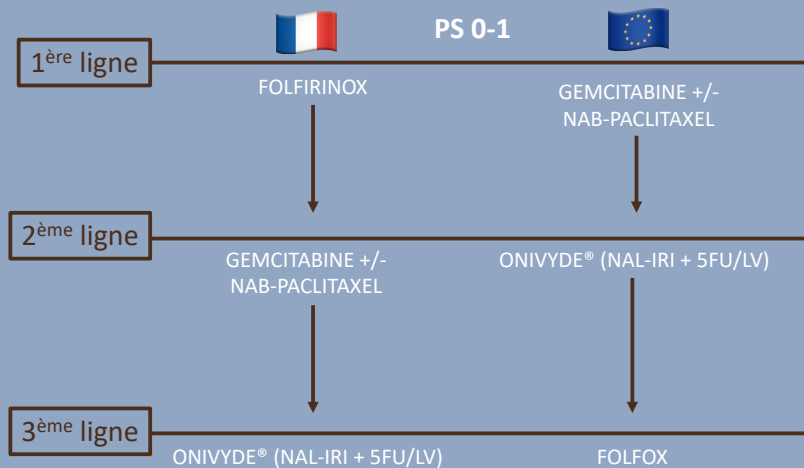 PS 0-1
1ère ligne
FOLFIRINOX
GEMCITABINE +/-
NAB-PACLITAXEL
2ème ligne
GEMCITABINE +/-
NAB-PACLITAXEL
ONIVYDE® (NAL-IRI + 5FU/LV)
3ème ligne
ONIVYDE® (NAL-IRI + 5FU/LV)
FOLFOX